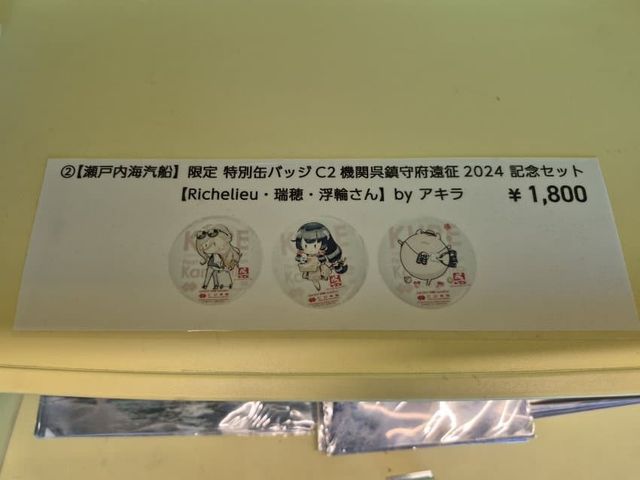 ②【瀬戸内海汽船】 限定 特別缶バッジ C2 機関呉鎮守府遠征 2024 記念セット
【Richelieu・瑞穂・浮輪さん】by アキラ ¥ 1,800